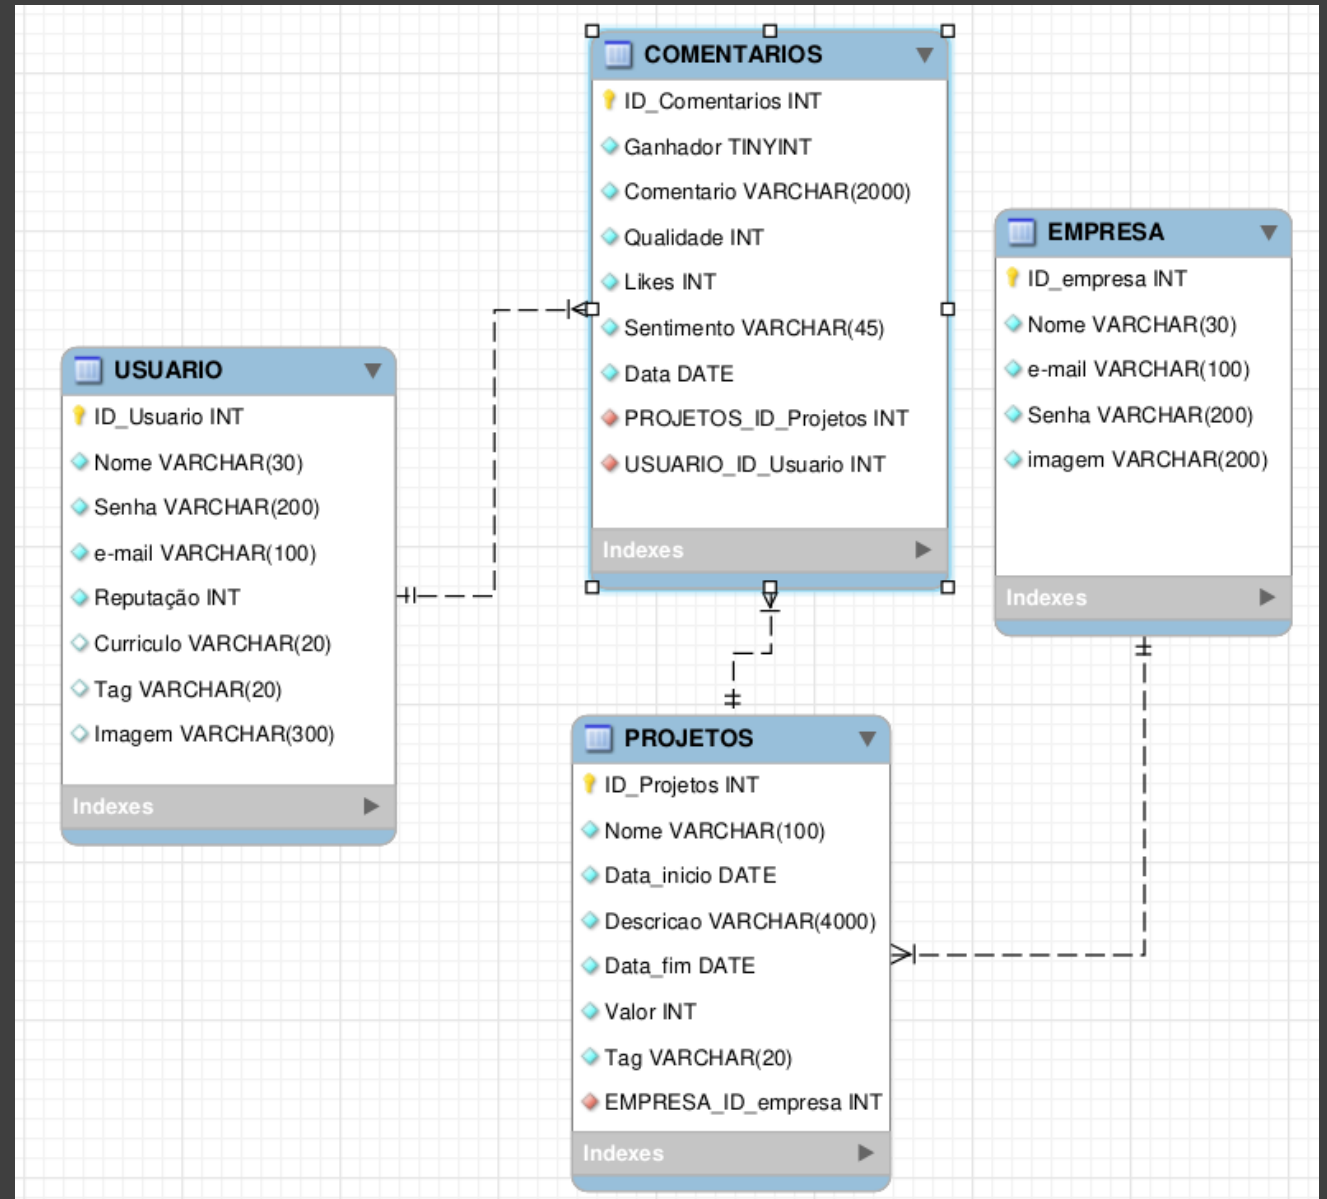 COMENTARIOS
ID_Comentarios INT
Ganhador TINYINT
Comentario VARCHAR(2000)
Qualidade INT
Likes INT
Sentimento VARCHAR(45)
Data DATE
PROJETOS_ID_Projetos INT
USUARIO_ID_Usuario INT
Indexes
EMPRESA
ID_empresa INT
Nome VARCHAR(30)
e-mail VARCHAR(100)
Senha VARCHAR(200)
imagem VARCHAR(200)
Indexes
USUARIO
ID_Usuario INT
Nome VARCHAR(30)
Senha VARCHAR(200)
e-mail VARCHAR(100)
Reputação INT
Curriculo VARCHAR(20)
Tag VARCHAR(20)
Imagem VARCHAR(300)
Indexes
PROJETOS
ID_Projetos INT
Nome VARCHAR(100)
Data_inicio DATE
Descricao VARCHAR(4000)
Data_fim DATE
Valor INT
Tag VARCHAR(20)
EMPRESA_ID_empresa INT
Indexes